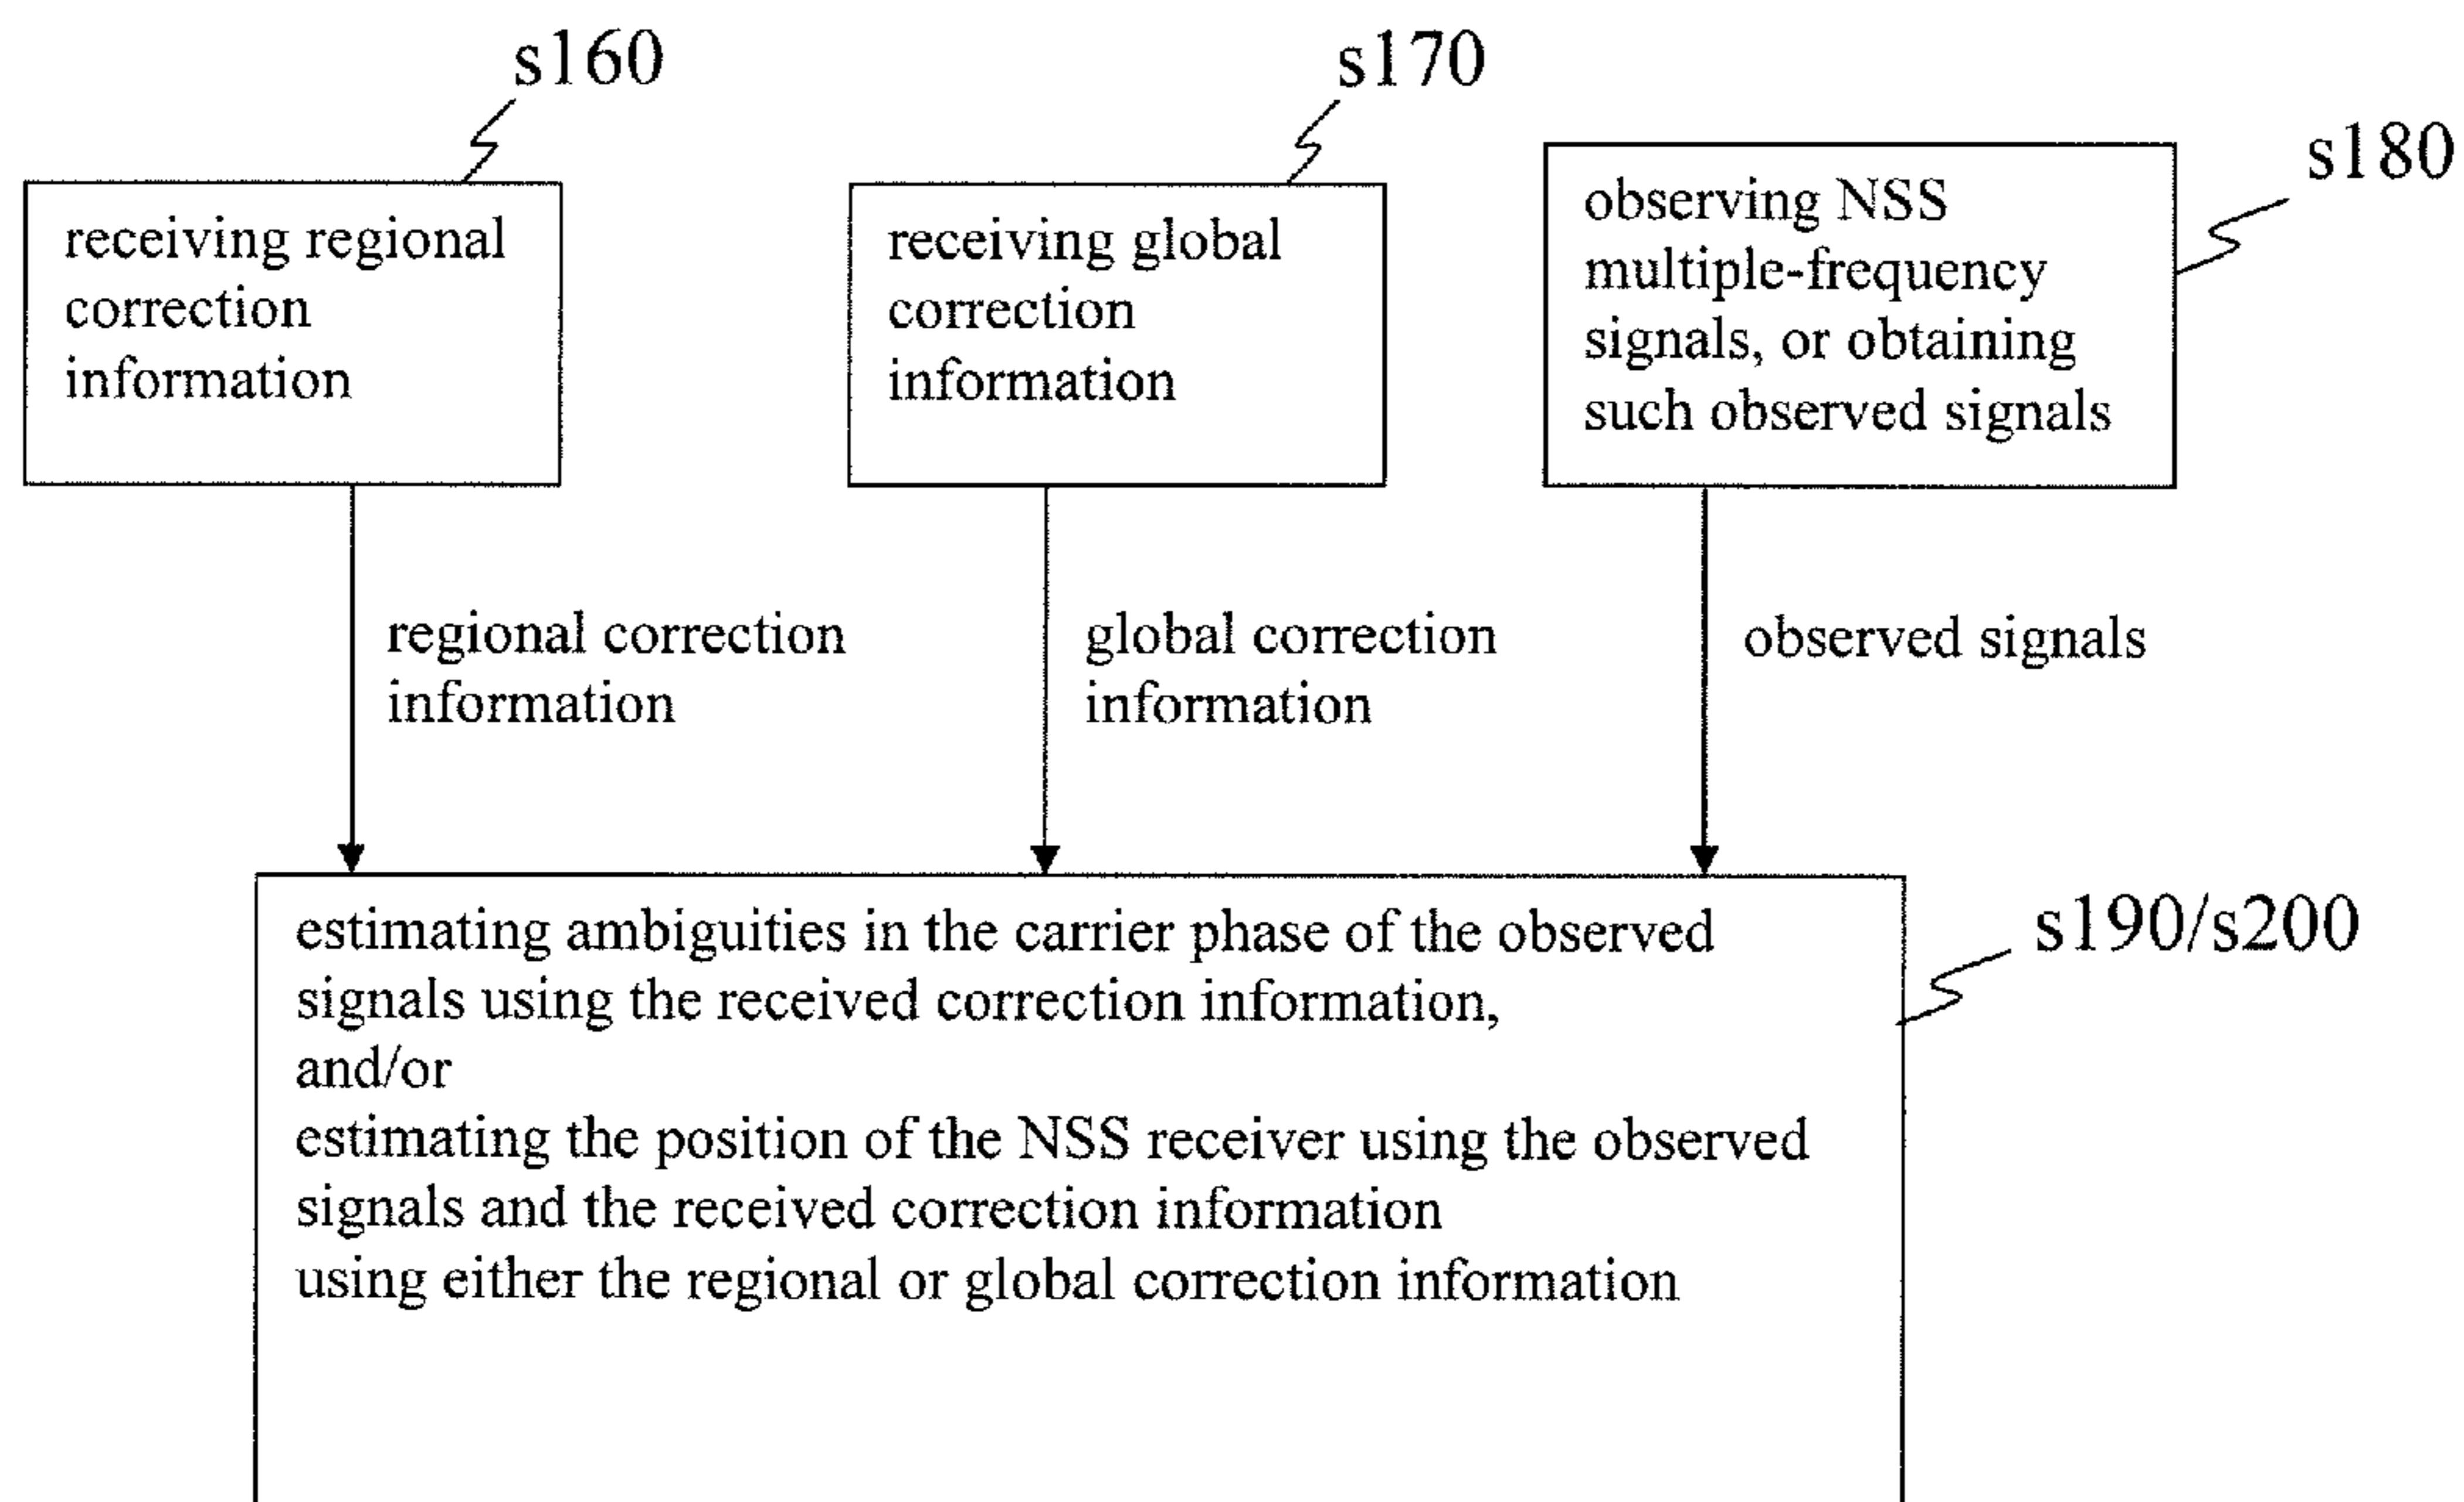 s160
s170
s180
receiving regional
correction
information
receiving global
correction
information
observing NSS
multiple-frequency
signals, or obtaining
such observed signals
regional correction
information
global correction
information
observed signals
s190/s200
estimating ambiguities in the carrier phase of the observed
signals using the received correction information,
and/or
estimating the position of the NSS receiver using the observed
signals and the received correction information
using either the regional or global correction information